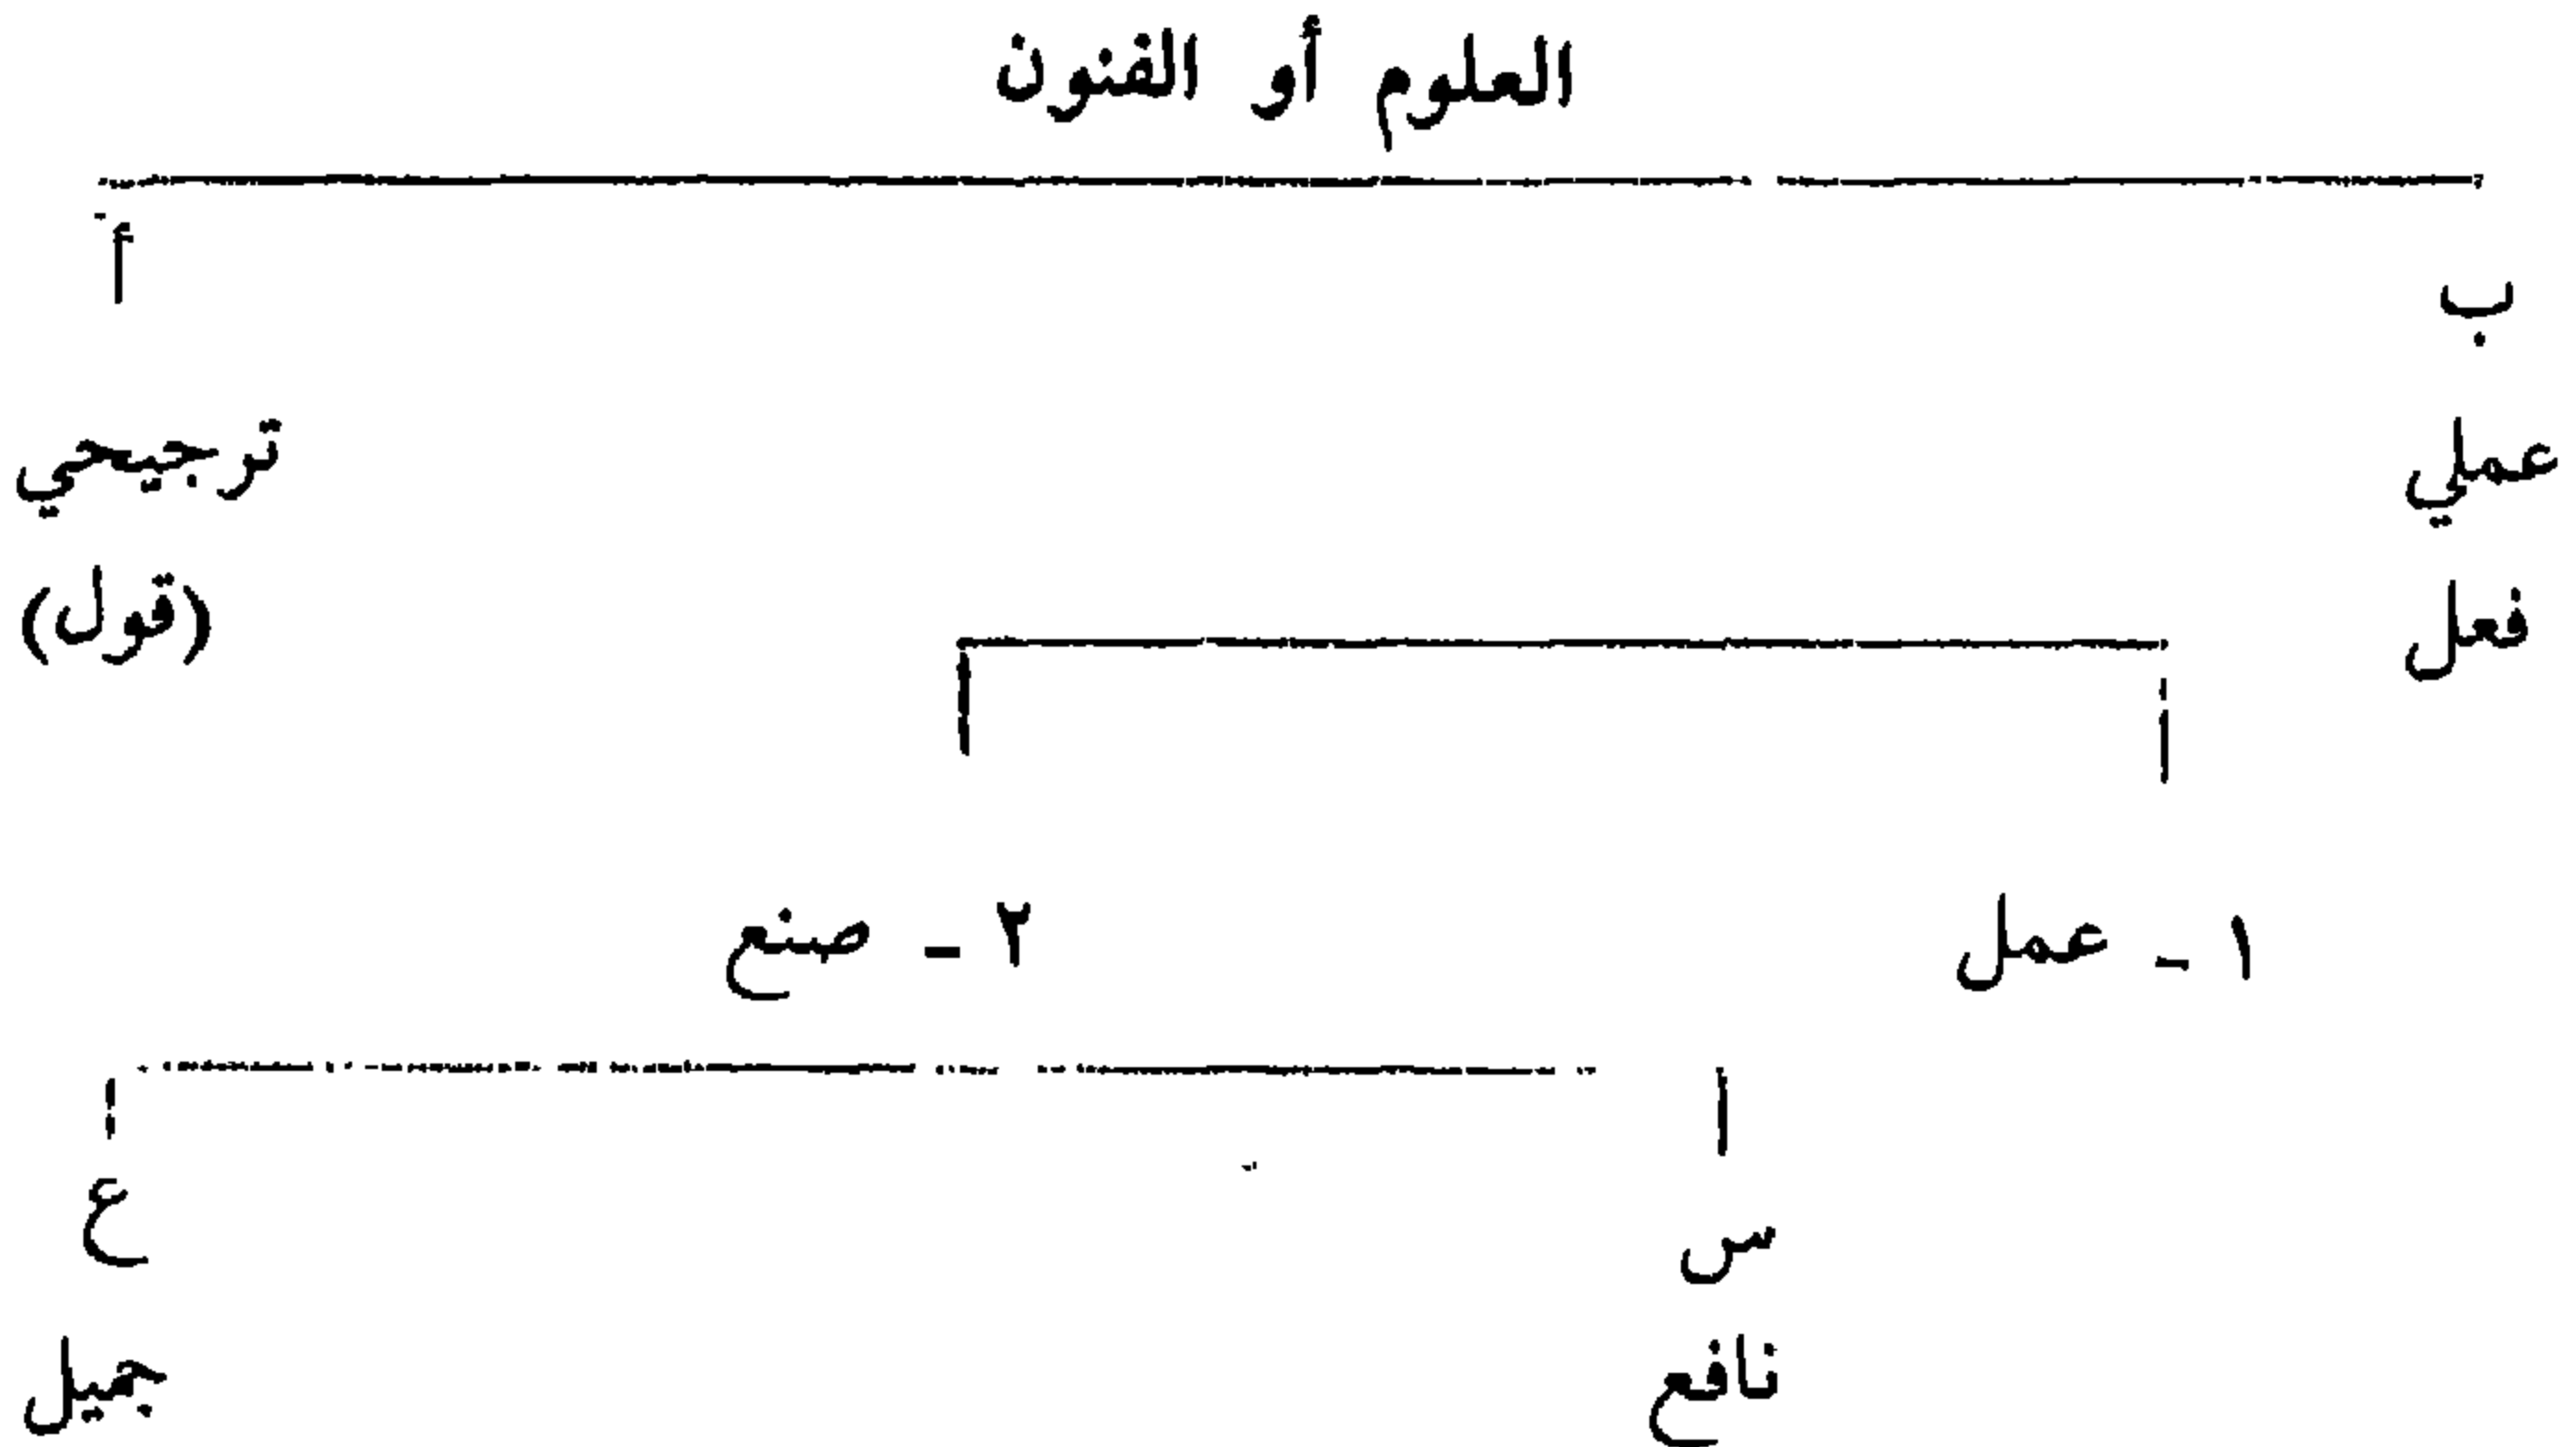 العلوم أو الفنون
ب
أ
عملي
ترجيحي
فعل
(قول)
١ - عمل
٢ - صنع
س
ع
نافع
جميل